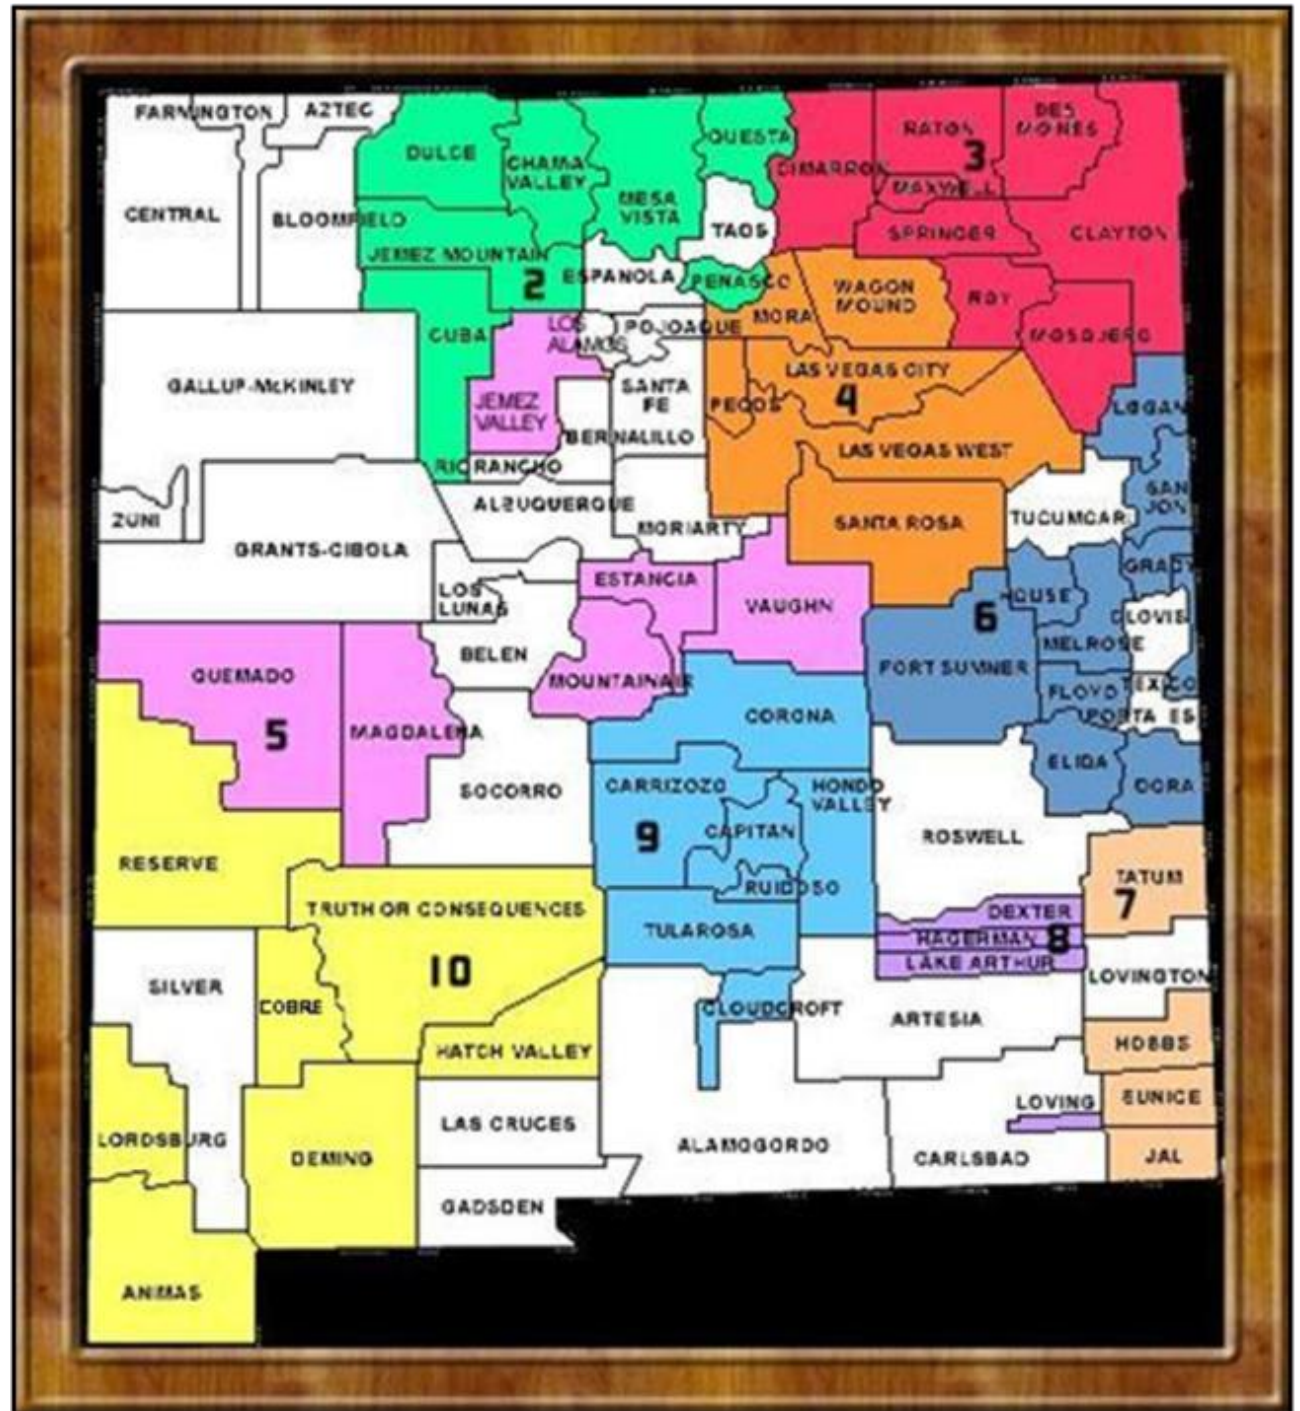 FARMINGTON
AZTEC
DULCE
CHAMA
VALLEY
MESA
VISTA
QUESTA
CIMARRON
RATON
3
DES
MOINES
MAXWELL
CENTRAL
BLOOMFIELD
JEMEZ MOUNTAIN
2
ESPANOLA
TAOS
PENASCO
SPRINGER
CLAYTON
WAGON
MOUND
MORA
ROY
MOSQUERO
CUBA
LOS
ALAMOS
POJOAQUE
GALLUP-McKINLEY
JEMEZ
VALLEY
SANTA
FE
BERNALILLO
PECOS
LAS VEGAS CITY
4
LOGAN
LAS VEGAS WEST
RIO RANCHO
ALBUQUERQUE
MORIARTY
SANTA ROSA
TUCUMCARI
SAN
JON
ZUNI
GRANTS-CIBOLA
LOS
LUNAS
ESTANCIA
VAUGHN
HOUSE
GRADY
6
CLOVIS
BELEN
MOUNTAINAIR
MELROSE
FORT SUMNER
FLOYD
TEXICO
PORTALES
QUEMADO
5
MAGDALENA
CORONA
ELIDA
DORA
SOCORRO
CARRIZOZO
HONDO
VALLEY
CAPITAN
9
ROSWELL
RESERVE
RUIDOSO
TATUM
7
TRUTH OR CONSEQUENCES
TULAROSA
DEXTER
HAGERMAN
8
LAKE ARTHUR
SILVER
COBRE
10
CLOUDCROFT
ARTESIA
LOVINGTON
HATCH VALLEY
HOBBS
LORDSBURG
DEMING
LAS CRUCES
ALAMOGORDO
LOVING
EUNICE
CARLSBAD
JAL
GADSDEN
ANIMAS